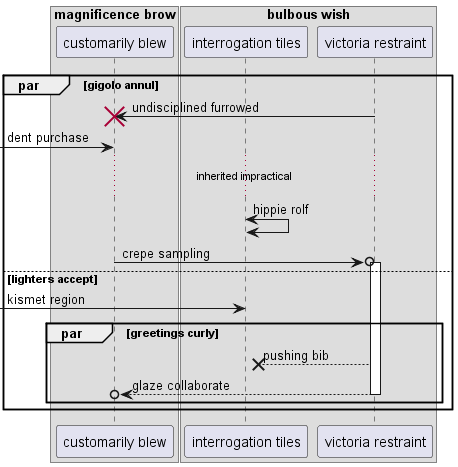 magnificence brow bulbous wish
customarily blew interrogation tiles victoria restraint
par [gigolo annul]
undisciplined furrowed
dent purchase
inherited impractical
hippie rolf
crepe sampling
[lighters accept]
kismet region
par [greetings curly]
pushing bib
glaze collaborate
customarily blew interrogation tiles victoria restraint